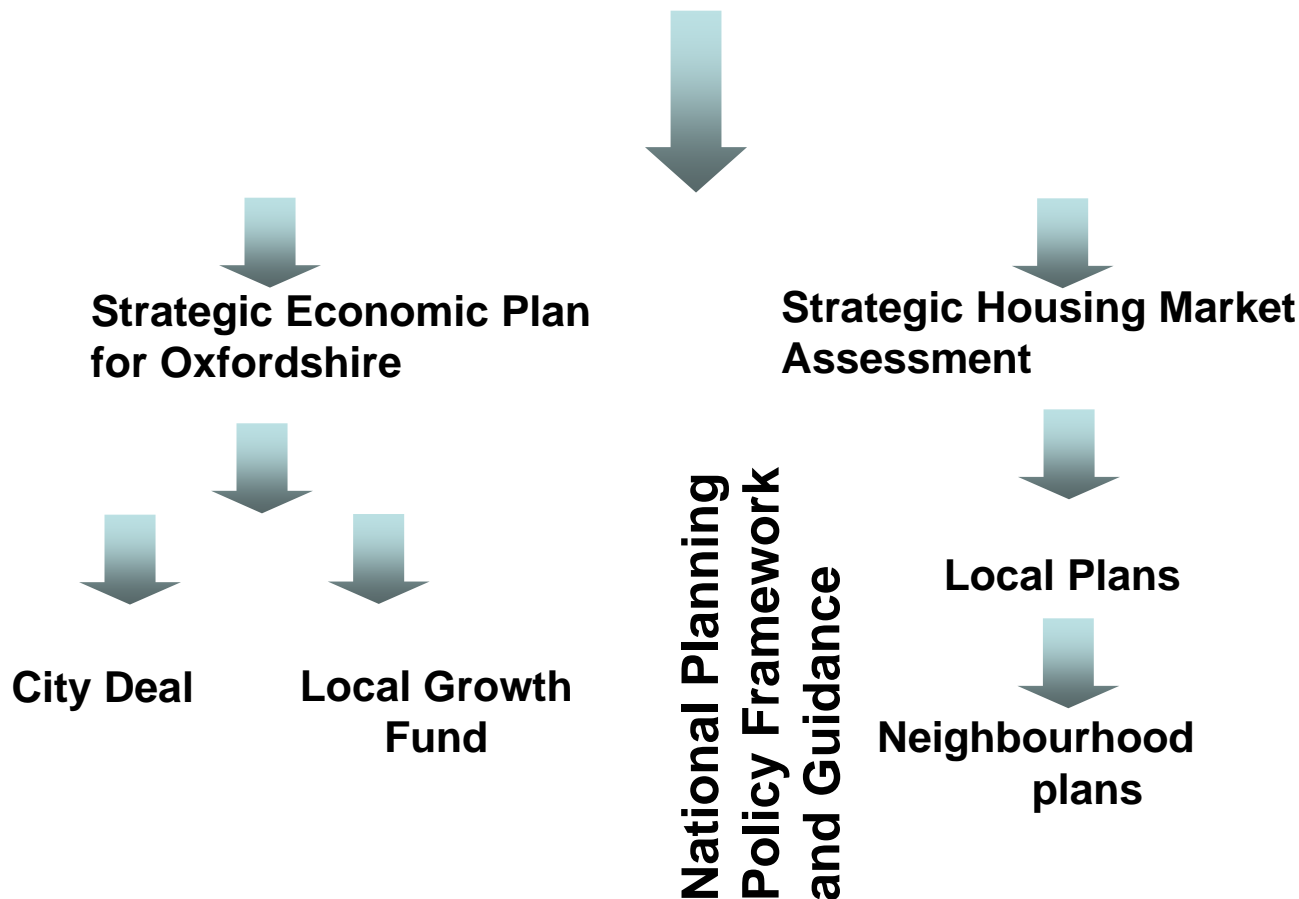 Strategic Economic Plan
for Oxfordshire
Strategic Housing Market
Assessment
City Deal
Local Growth
Fund
National Planning
Policy Framework
and Guidance
Local Plans
Neighbourhood
plans